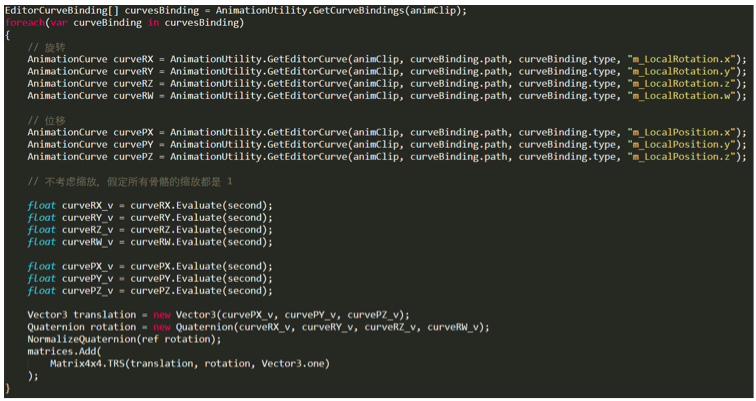 EditorCurveBinding[] curvesBinding = AnimationUtility.GetCurveBindings(animClip);
foreach(var curveBinding in curvesBinding)
{
// 旋转
AnimationCurve curveRX = AnimationUtility.GetEditorCurve(animClip, curveBinding.path, curveBinding.type, "m_LocalRotation.x");
AnimationCurve curveRY = AnimationUtility.GetEditorCurve(animClip, curveBinding.path, curveBinding.type, "m_LocalRotation.y");
AnimationCurve curveRZ = AnimationUtility.GetEditorCurve(animClip, curveBinding.path, curveBinding.type, "m_LocalRotation.z");
AnimationCurve curveRW = AnimationUtility.GetEditorCurve(animClip, curveBinding.path, curveBinding.type, "m_LocalRotation.w");
// 位移
AnimationCurve curvePX = AnimationUtility.GetEditorCurve(animClip, curveBinding.path, curveBinding.type, "m_LocalPosition.x");
AnimationCurve curvePY = AnimationUtility.GetEditorCurve(animClip, curveBinding.path, curveBinding.type, "m_LocalPosition.y");
AnimationCurve curvePZ = AnimationUtility.GetEditorCurve(animClip, curveBinding.path, curveBinding.type, "m_LocalPosition.z");
// 不考虑缩放，假定所有骨骼的缩放都是 1
float curveRX_v = curveRX.Evaluate(second);
float curveRY_v = curveRY.Evaluate(second);
float curveRZ_v = curveRZ.Evaluate(second);
float curveRW_v = curveRW.Evaluate(second);
float curvePX_v = curvePX.Evaluate(second);
float curvePY_v = curvePY.Evaluate(second);
float curvePZ_v = curvePZ.Evaluate(second);
Vector3 translation = new Vector3(curvePX_v, curvePY_v, curvePZ_v);
Quaternion rotation = new Quaternion(curveRX_v, curveRY_v, curveRZ_v, curveRW_v);
NormalizeQuaternion(ref rotation);
matrices.Add(
Matrix4x4.TRS(translation, rotation, Vector3.one)
);
}